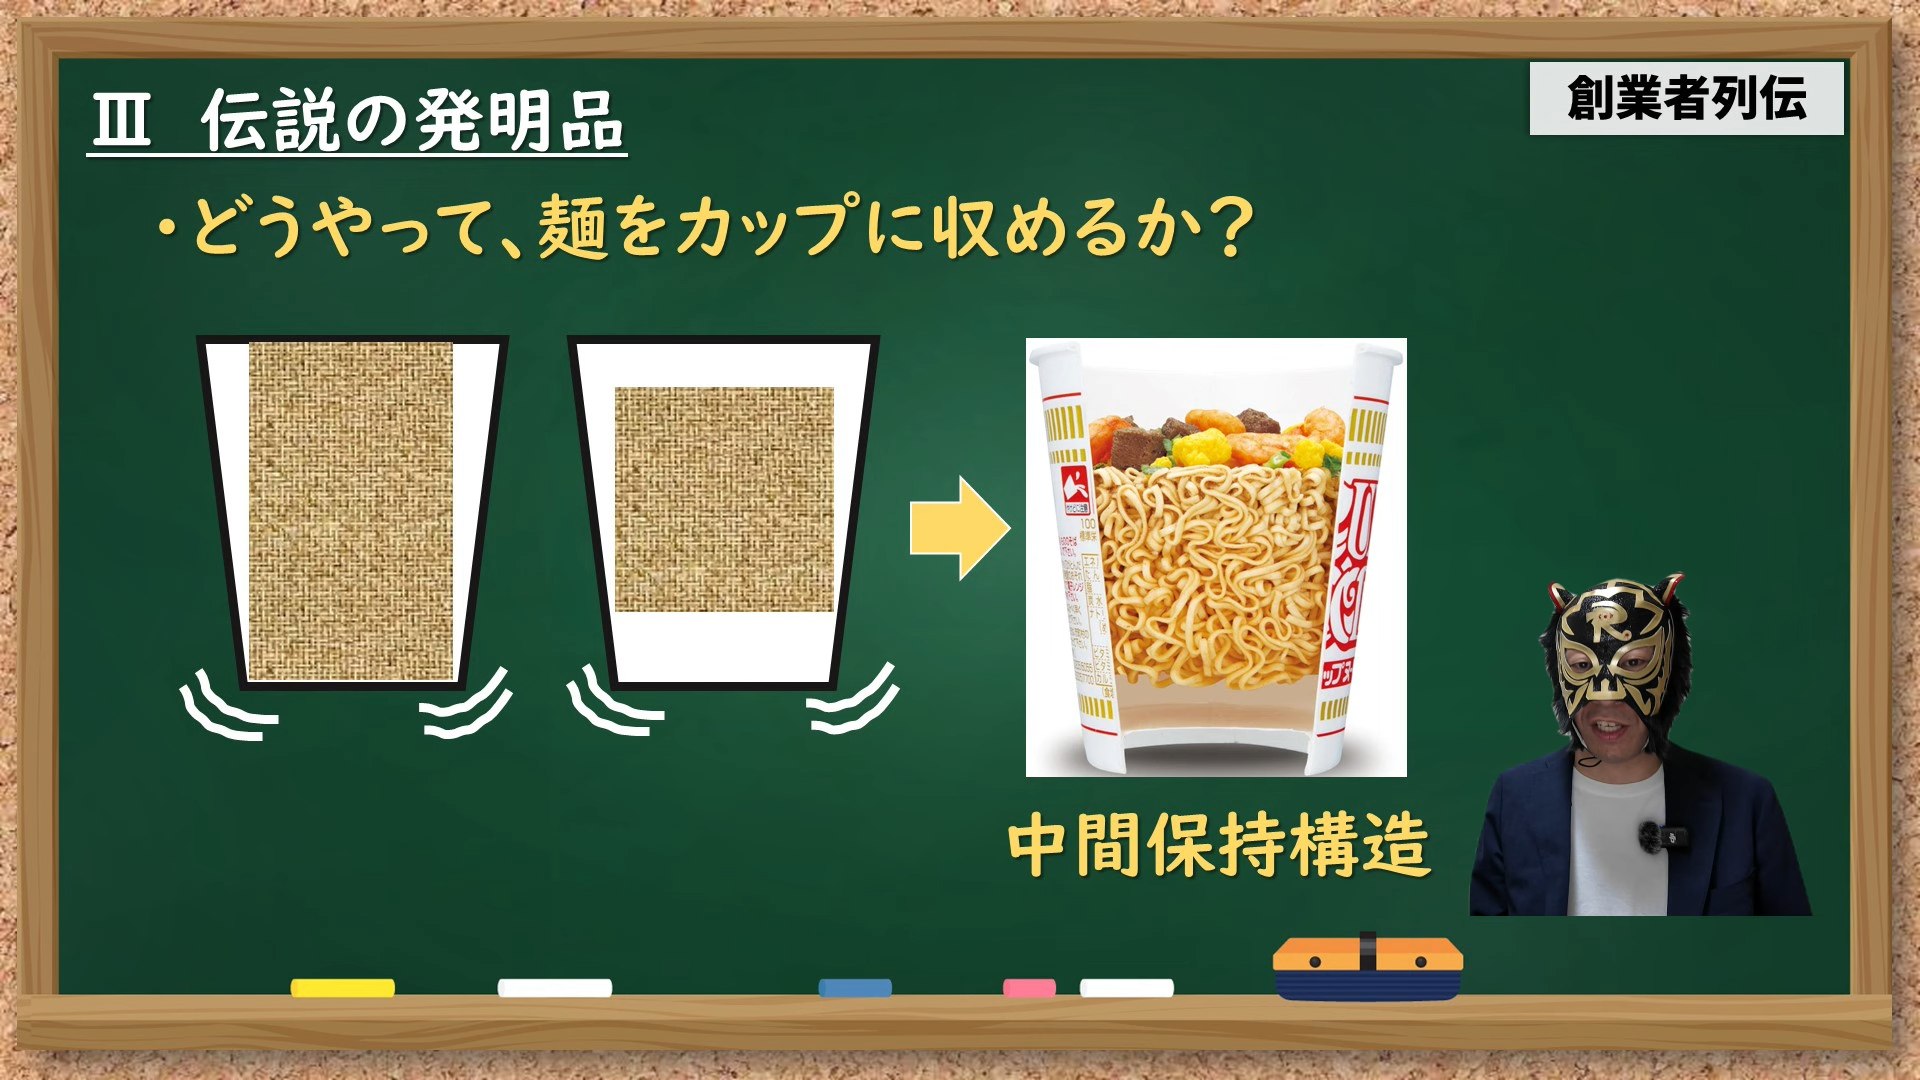 創業者列伝
Ⅲ 伝説の発明品
・どうやって、麺をカップに収めるか？
中間保持構造
R
100